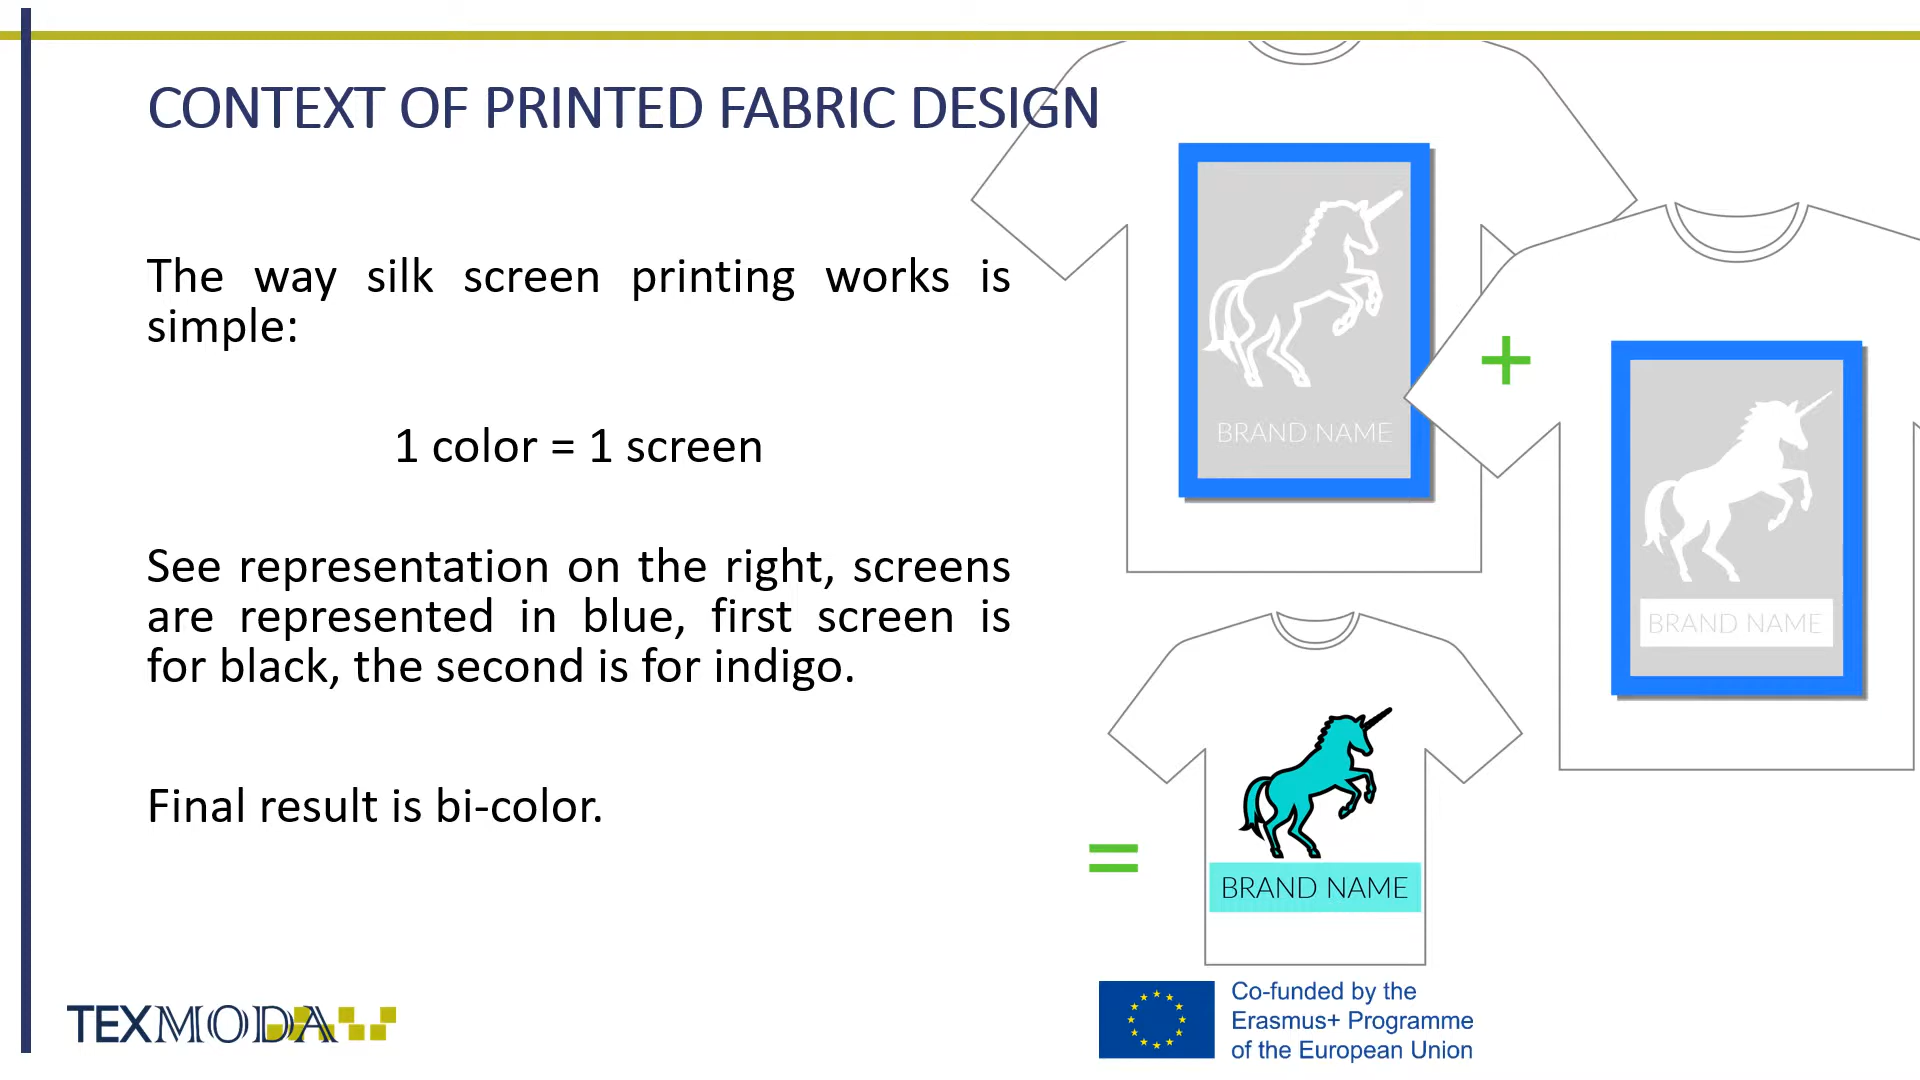 CONTEXT OF PRINTED FABRIC DESIGN
The way silk screen printing works is
simple:
1 color = 1 screen
See representation on the right, screens
are represented in blue, first screen is
for black, the second is for indigo.
Final result is bi-color.
BRAND NAME
+
BRAND NAME
=
BRAND NAME
TEXMODA
Co-funded by the
Erasmus+ Programme
of the European Union